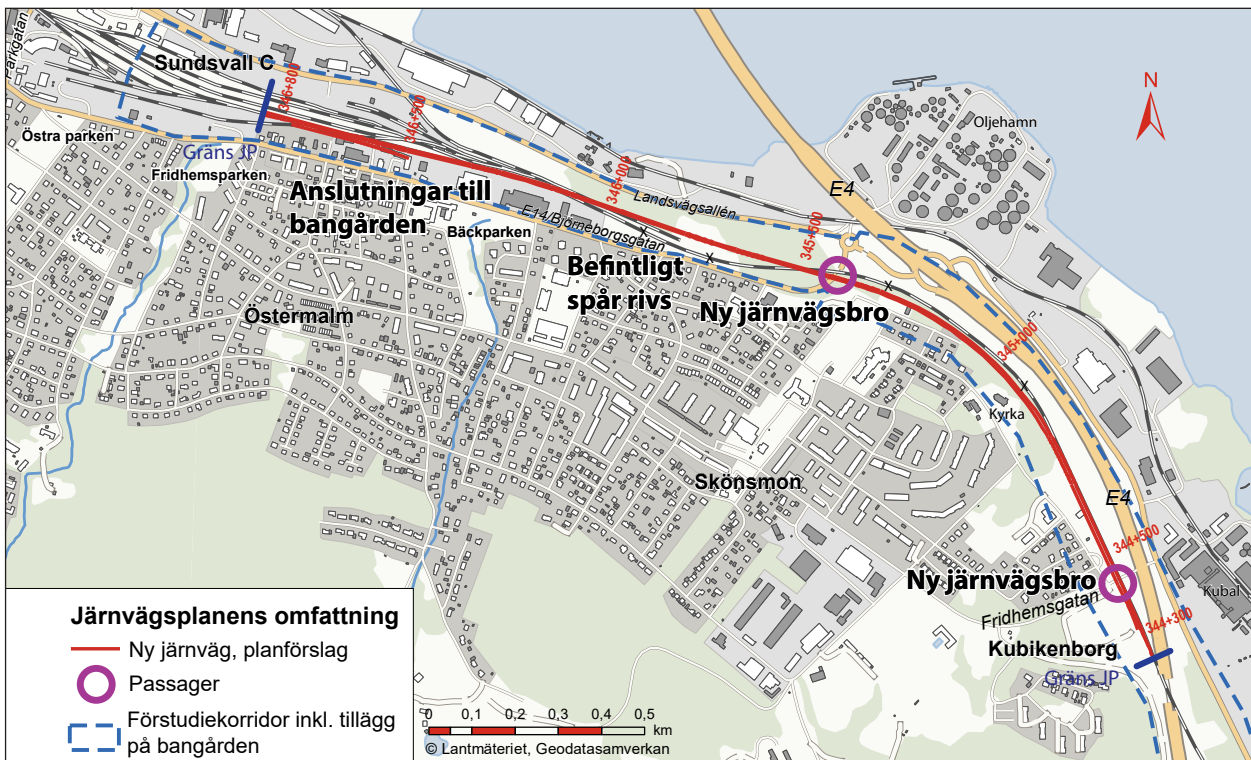 Parkgatan
Sundsvall C
346+800
346+500
Östra parken
Gräns JP
Fridhemsparken
Anslutningar till
bangården
Bäckparken
E14/Björneborgsgatan
Landsvägsallén
346+000
345+600
E4
Oljehamn
N
Befintligt
spår rivs
Ny järnvägsbro
Östermalm
345+000
Kyrka
Skönsmon
E4
344+500
Ny järnvägsbro
Kubal
Fridhemsgatan
344+300
Kubikenborg
Gräns JP
Järnvägsplanens omfattning
Ny järnväg, planförslag
Passager
Förstudiekorridor inkl. tillägg
på bangården
0 0,1 0,2 0,3 0,4 0,5
km
© Lantmäteriet, Geodatasamverkan
X
X
X
X